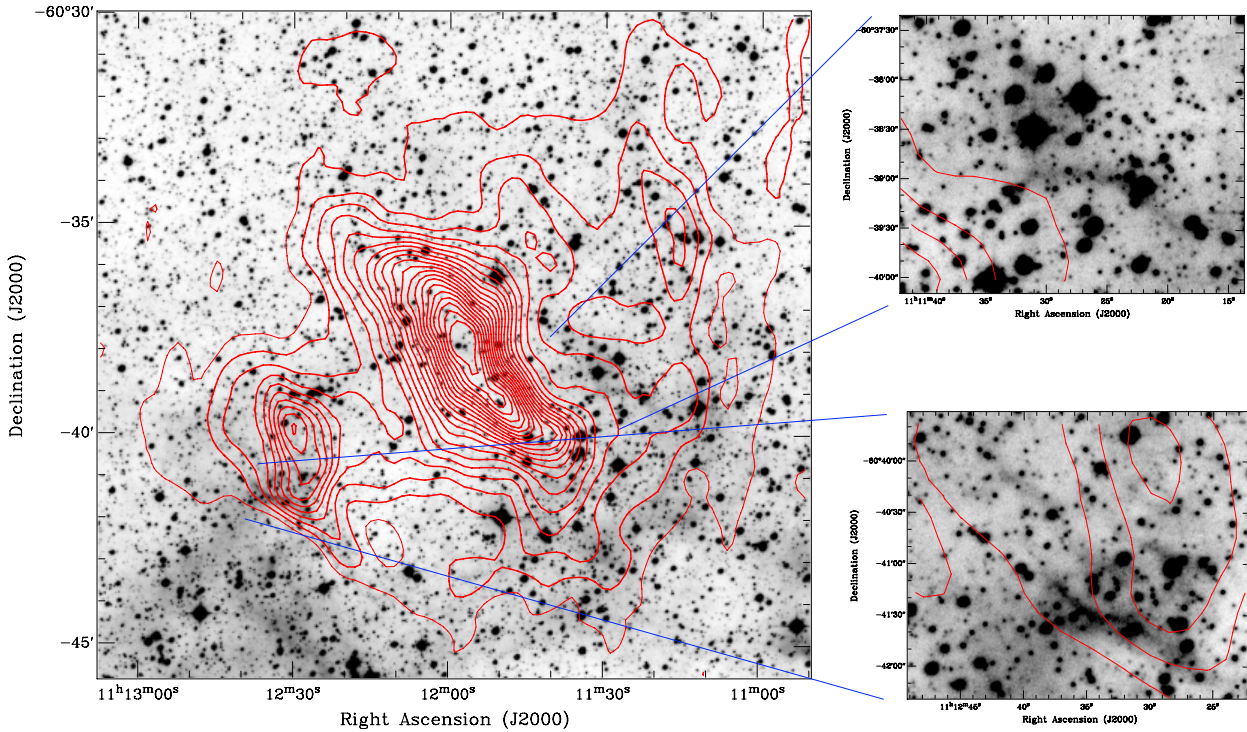 −60°30′
−35′
−40′
−45′
Declination (J2000)
11ʰ13ᵐ00ˢ
12ᵐ30ˢ
12ᵐ00ˢ
11ᵐ30ˢ
11ᵐ00ˢ
Right Ascension (J2000)
−60°37′30″
−38′00″
−38′30″
−39′00″
−39′30″
−40′00″
Declination (J2000)
11ʰ11ᵐ40ˢ
35ˢ
30ˢ
25ˢ
20ˢ
15ˢ
Right Ascension (J2000)
−60°40′00″
−40′30″
−41′00″
−41′30″
−42′00″
Declination (J2000)
11ʰ12ᵐ45ˢ
40ˢ
35ˢ
30ˢ
25ˢ
Right Ascension (J2000)